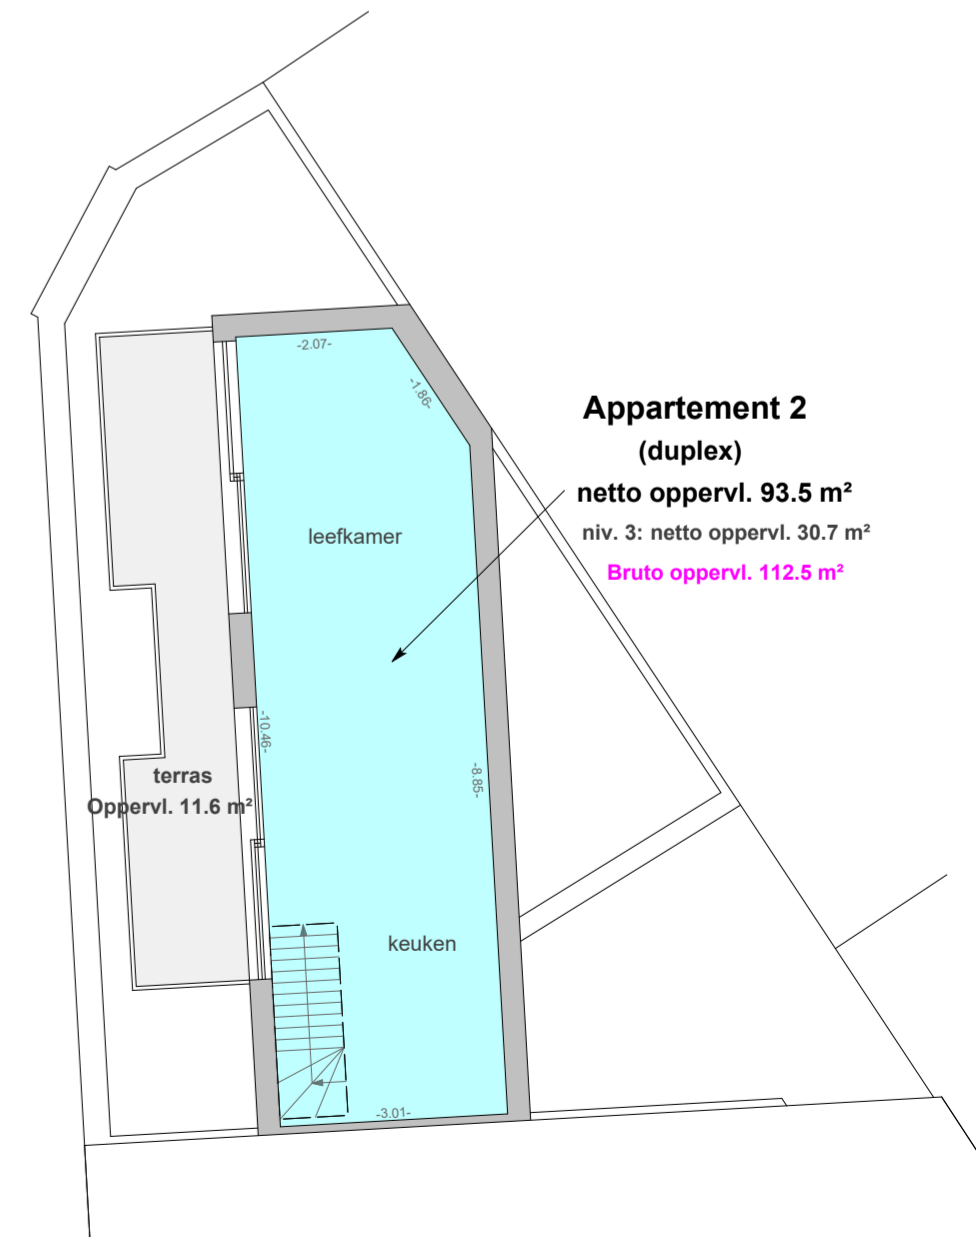 -2.07-
-1.86-
Appartement 2
(duplex)
netto oppervl. 93.5 m²
niv. 3: netto oppervl. 30.7 m²
Bruto oppervl. 112.5 m²
leefkamer
-10.46-
-8.85-
terras
Oppervl. 11.6 m²
keuken
-3.01-